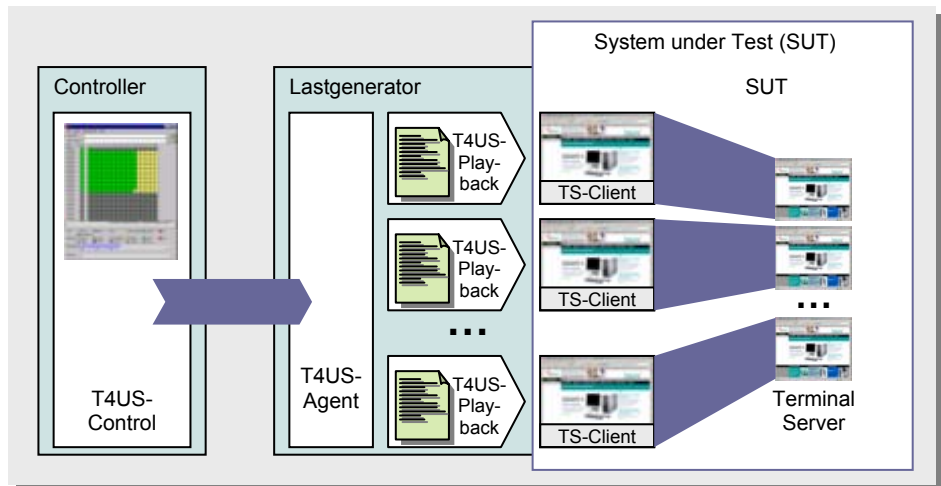 System under Test (SUT)
Controller
Lastgenerator
SUT
T4US-
Play-
back
TS-Client
T4US-
Play-
back
TS-Client
...
...
T4US-
Control
T4US-
Agent
T4US-
Play-
back
TS-Client
Terminal
Server